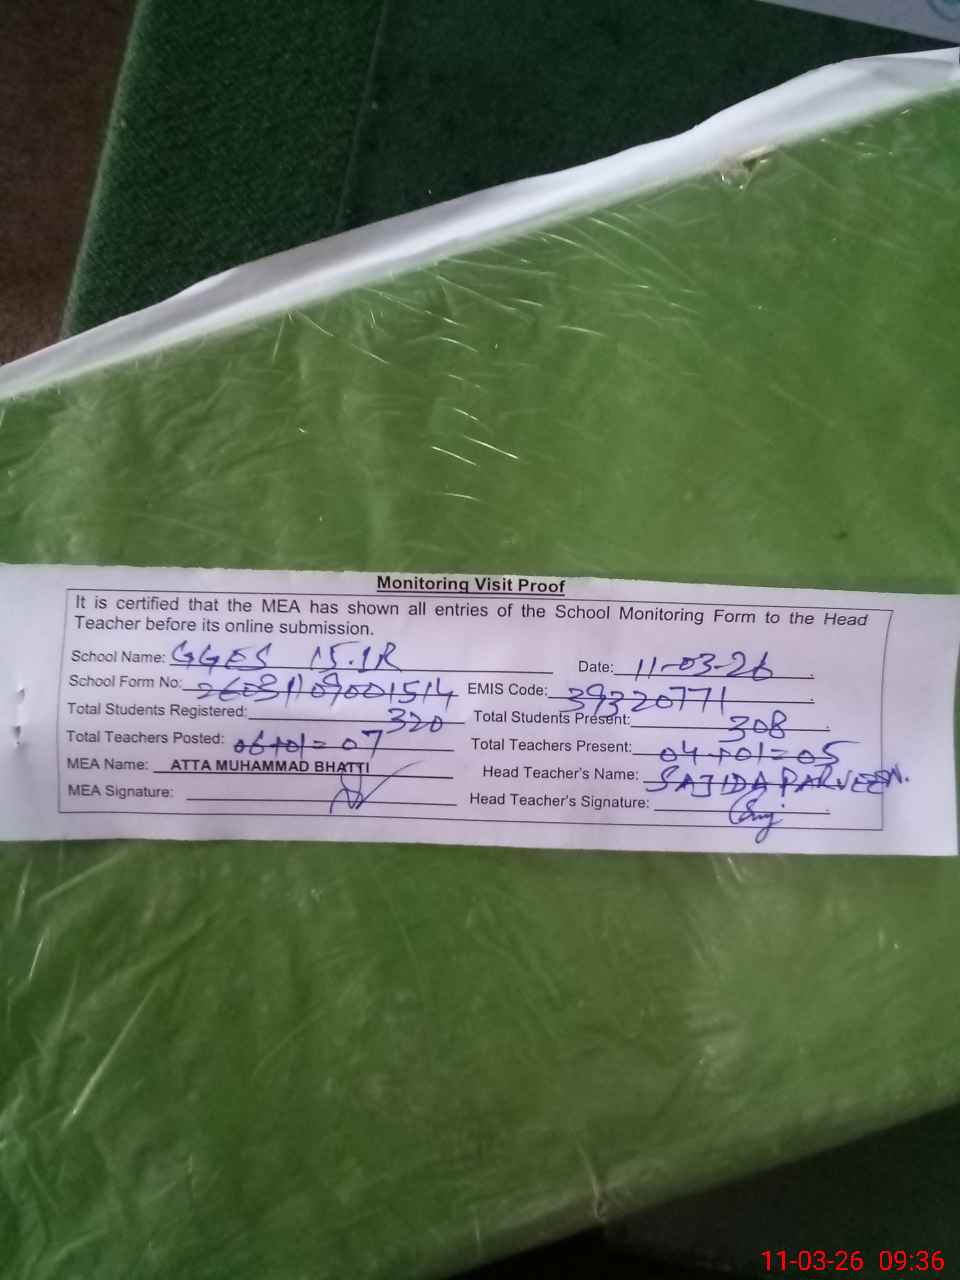 Monitoring Visit Proof
It is certified that the MEA has shown all entries of the School Monitoring Form to the Head
Teacher before its online submission.
School Name: GGES 15.1R Date: 11-03-26
School Form No: 26031109001514 EMIS Code: 39320771
Total Students Registered: 320 Total Students Present: 308
Total Teachers Posted: 06+01= 07 Total Teachers Present: 04+01=05
MEA Name: ATTA MUHAMMAD BHATTI Head Teacher's Name: SAJIDA PARVEEN.
MEA Signature: Head Teacher's Signature:
11-03-26 09:36